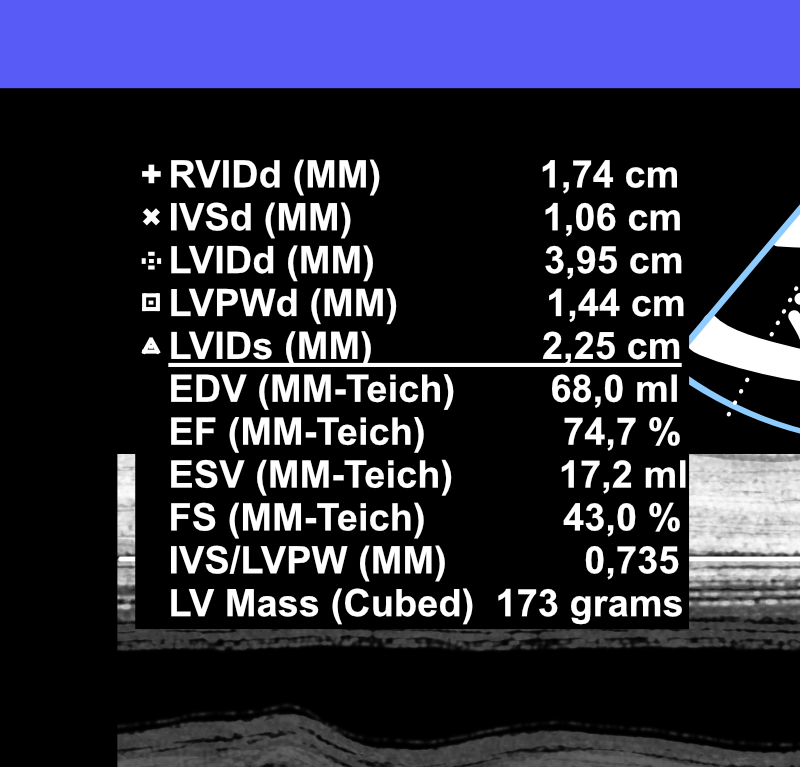 RVIDd (MM) 1,74 cm
IVSd (MM) 1,06 cm
LVIDd (MM) 3,95 cm
LVPWd (MM) 1,44 cm
LVIDs (MM) 2,25 cm
EDV (MM-Teich) 68,0 ml
EF (MM-Teich) 74,7 %
ESV (MM-Teich) 17,2 ml
FS (MM-Teich) 43,0 %
IVS/LVPW (MM) 0,735
LV Mass (Cubed) 173 grams